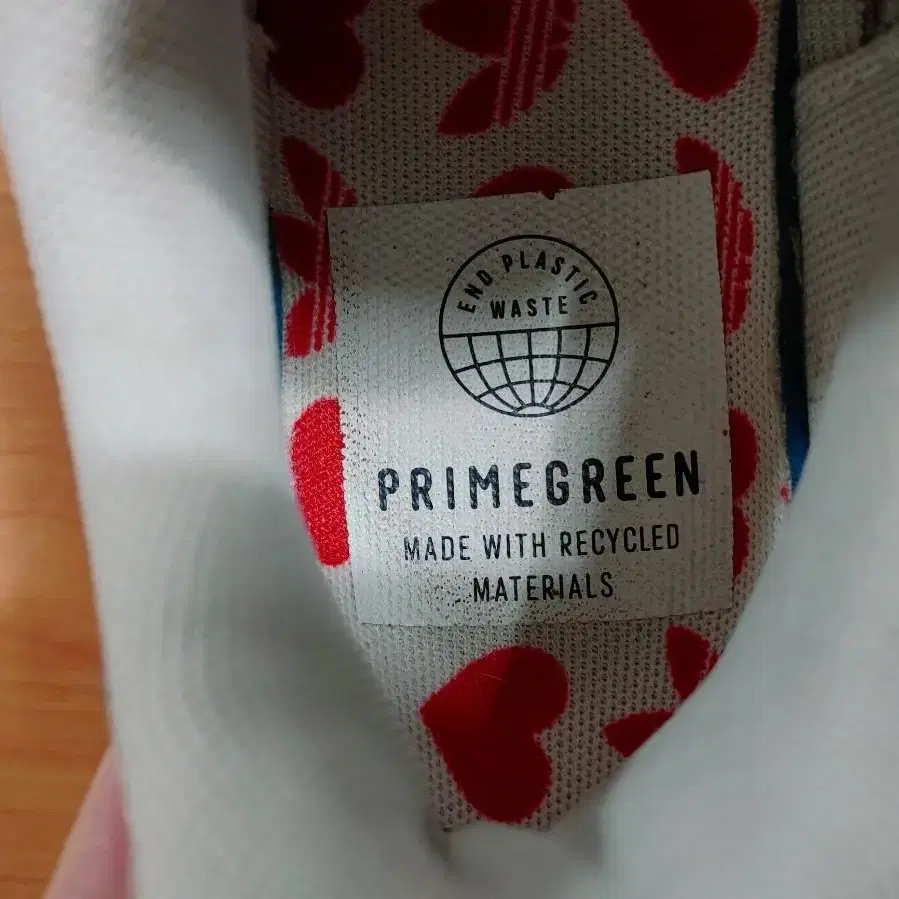 END PLASTIC
WASTE
PRIMEGREEN
MADE WITH RECYCLED
MATERIALS